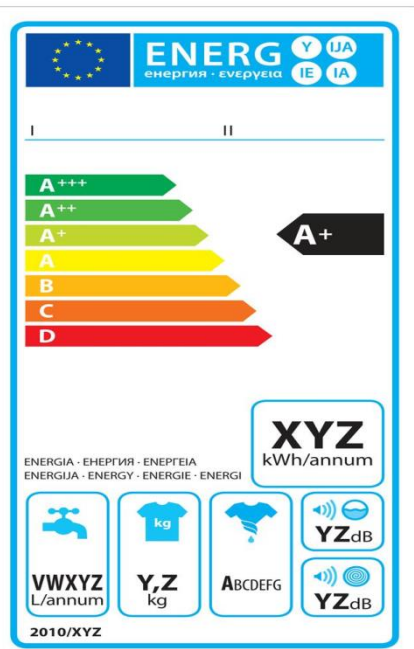 ENERG Y IJA
енергия · ενεργεια IE IA
I II
A+++
A++
A+ A+
A
B
C
D
XYZ
kWh/annum
ENERGIA · ЕНЕРГИЯ · ΕΝΕΡΓΕΙΑ
ENERGIJA · ENERGY · ENERGIE · ENERGI
kg
YZdB
VWXYZ
L/annum
Y,Z
kg
ABCDEFG
YZdB
2010/XYZ